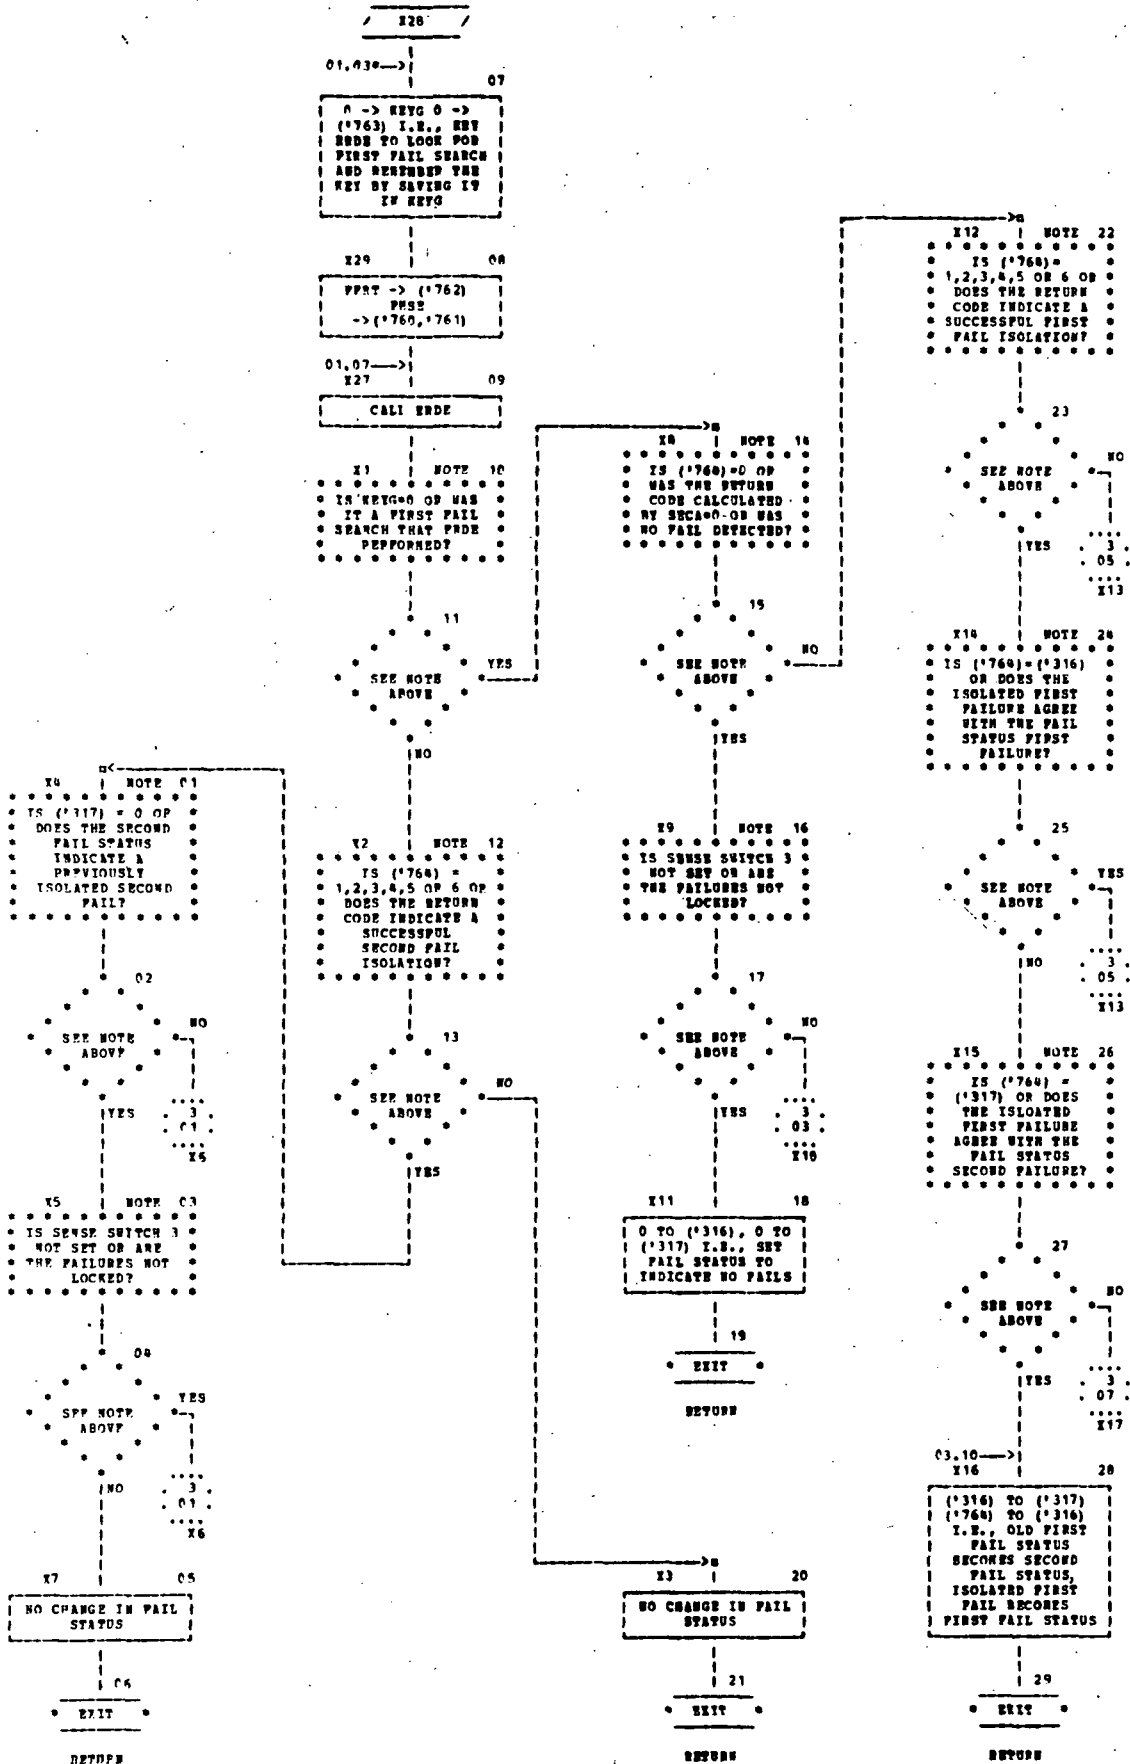 X28
01,03*-->
07
0 -> KEYG 0 ->
('763) I.E., KEY
ERDE TO LOOK FOR
FIRST FAIL SEARCH
AND REMEMBER THE
KEY BY SAVING IT
IN KEYG
X29 08
-> ('762)
->('760,'761)
01,07-->
X27 09
CALL ERDE
X1 NOTE 10
IS KEYG=0 OR WAS
IT A FIRST FAIL
SEARCH THAT ERDE
PERFORMED?
11
SEE NOTE
ABOVE
YES
NO
X2 NOTE 12
IS ('764) =
1,2,3,4,5 OR 6 OR
DOES THE RETURN
CODE INDICATE A
SUCCESSFUL
SECOND FAIL
ISOLATION?
13
SEE NOTE
ABOVE
NO
YES
X4 NOTE 01
IS ('317) = 0 OR
DOES THE SECOND
FAIL STATUS
INDICATE A
PREVIOUSLY
ISOLATED SECOND
FAIL?
02
SEE NOTE
ABOVE
NO
YES
3
01
X6
X5 NOTE 03
IS SENSE SWITCH 3
NOT SET OR ARE
THE FAILURES NOT
LOCKED?
04
SEE NOTE
ABOVE
YES
NO
3
01
X6
X7 05
NO CHANGE IN FAIL
STATUS
06
EXIT
RETURN
X8 NOTE 14
IS ('764)=0 OR
WAS THE RETURN
CODE CALCULATED
BY SECA=0 OR WAS
NO FAIL DETECTED?
15
SEE NOTE
ABOVE
NO
YES
X9 NOTE 16
IS SENSE SWITCH 3
NOT SET OR ARE
THE FAILURES NOT
LOCKED?
17
SEE NOTE
ABOVE
NO
YES
3
03
X10
X11 18
0 TO ('316), 0 TO
('317) I.E., SET
FAIL STATUS TO
INDICATE NO FAILS
19
EXIT
RETURN
X3 20
NO CHANGE IN FAIL
STATUS
21
EXIT
RETURN
X12 NOTE 22
IS ('764)=
1,2,3,4,5 OR 6 OR
DOES THE RETURN
CODE INDICATE A
SUCCESSFUL FIRST
FAIL ISOLATION?
23
SEE NOTE
ABOVE
NO
YES
3
05
X13
X14 NOTE 24
IS ('764)=('316)
OR DOES THE
ISOLATED FIRST
FAILURE AGREE
WITH THE FAIL
STATUS FIRST
FAILURE?
25
SEE NOTE
ABOVE
YES
NO
3
05
X13
X15 NOTE 26
IS ('764) =
('317) OR DOES
THE ISLOATED
FIRST FAILURE
AGREE WITH THE
FAIL STATUS
SECOND FAILURE?
27
SEE NOTE
ABOVE
NO
YES
3
07
X17
03.10-->
X16 28
('316) TO ('317)
('764) TO ('316)
I.E., OLD FIRST
FAIL STATUS
BECOMES SECOND
FAIL STATUS,
ISOLATED FIRST
FAIL BECOMES
FIRST FAIL STATUS
29
EXIT
RETURN